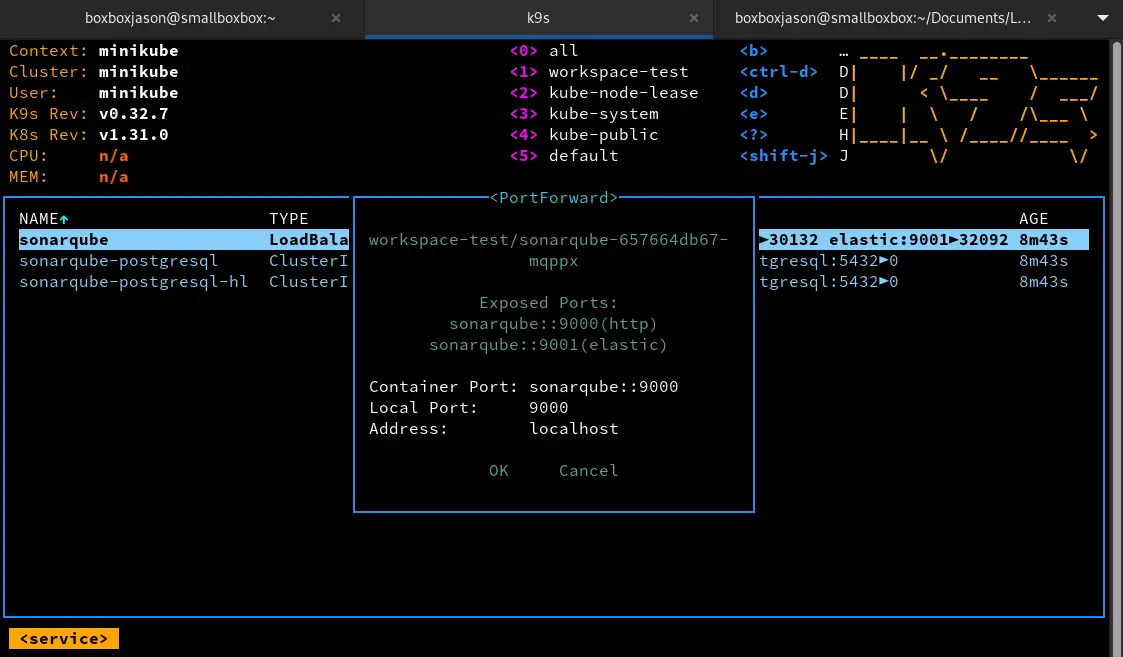 boxboxjason@smallboxbox:~ × k9s × boxboxjason@smallboxbox:~/Documents/L... ×
Context: minikube <0> all <b> …
Cluster: minikube <1> workspace-test <ctrl-d> D
User: minikube <2> kube-node-lease <d> D
K9s Rev: v0.32.7 <3> kube-system <e> E
K8s Rev: v1.31.0 <4> kube-public <?> H
CPU: n/a <5> default <shift-j> J
MEM: n/a
<PortForward>
NAME↑ TYPE AGE
sonarqube LoadBala ►30132 elastic:9001►32092 8m43s
sonarqube-postgresql ClusterI tgresql:5432►0 8m43s
sonarqube-postgresql-hl ClusterI tgresql:5432►0 8m43s
workspace-test/sonarqube-657664db67-
mqppx
Exposed Ports:
sonarqube::9000(http)
sonarqube::9001(elastic)
Container Port: sonarqube::9000
Local Port: 9000
Address: localhost
OK Cancel
<service>